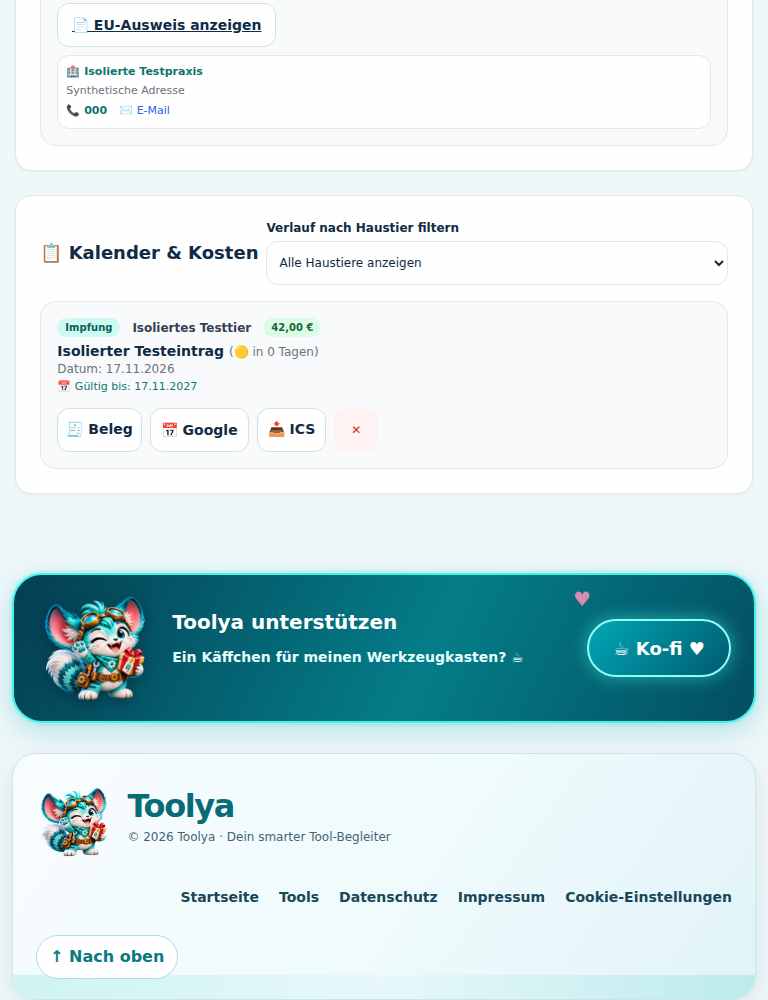 📄 EU-Ausweis anzeigen
🏥 Isolierte Testpraxis
Synthetische Adresse
📞 000 ✉️ E-Mail
Verlauf nach Haustier filtern
📋 Kalender & Kosten
Alle Haustiere anzeigen
Impfung Isoliertes Testtier 42,00 €
Isolierter Testeintrag (🟡 in 0 Tagen)
Datum: 17.11.2026
📅 Gültig bis: 17.11.2027
🧾 Beleg 📅 Google 📥 ICS ×
Toolya unterstützen
Ein Käffchen für meinen Werkzeugkasten? ☕
☕ Ko-fi ♥
Toolya
© 2026 Toolya · Dein smarter Tool-Begleiter
Startseite Tools Datenschutz Impressum Cookie-Einstellungen
↑ Nach oben